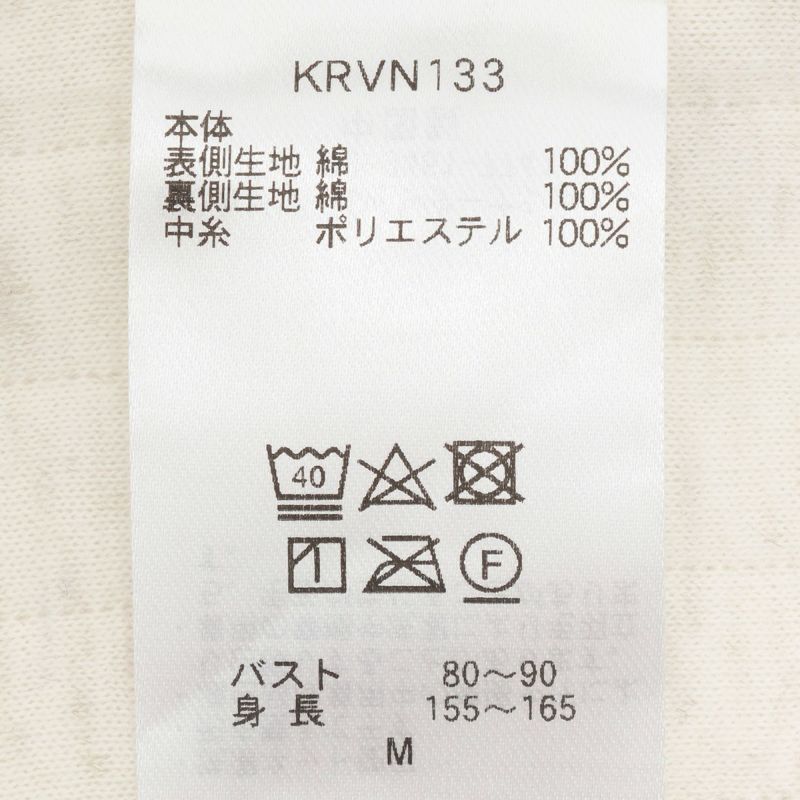 KRVN133
本体
表側生地 綿 100%
裏側生地 綿 100%
中糸 ポリエステル 100%
40
F
バスト 80〜90
身長 155〜165
M